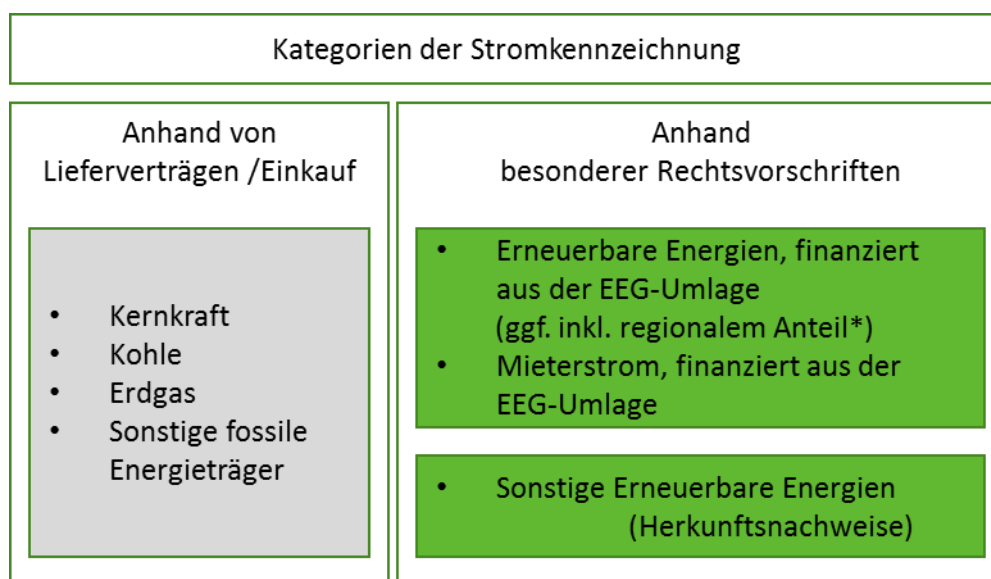 Kategorien der Stromkennzeichnung
Anhand von
Lieferverträgen /Einkauf
• Kernkraft
• Kohle
• Erdgas
• Sonstige fossile
Energieträger
Anhand
besonderer Rechtsvorschriften
• Erneuerbare Energien, finanziert
aus der EEG-Umlage
(ggf. inkl. regionalem Anteil*)
• Mieterstrom, finanziert aus der
EEG-Umlage
• Sonstige Erneuerbare Energien
(Herkunftsnachweise)